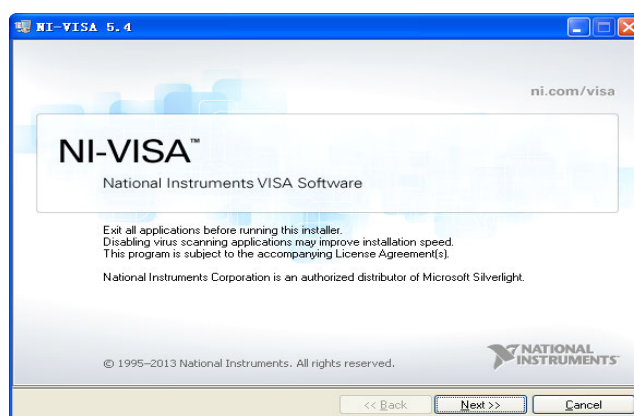 NI-VISA 5.4
ni.com/visa
NI-VISA™
National Instruments VISA Software
Exit all applications before running this installer.
Disabling virus scanning applications may improve installation speed.
This program is subject to the accompanying License Agreement(s).
National Instruments Corporation is an authorized distributor of Microsoft Silverlight.
© 1995–2013 National Instruments. All rights reserved.
NATIONAL
INSTRUMENTS
<< Back Next >> Cancel